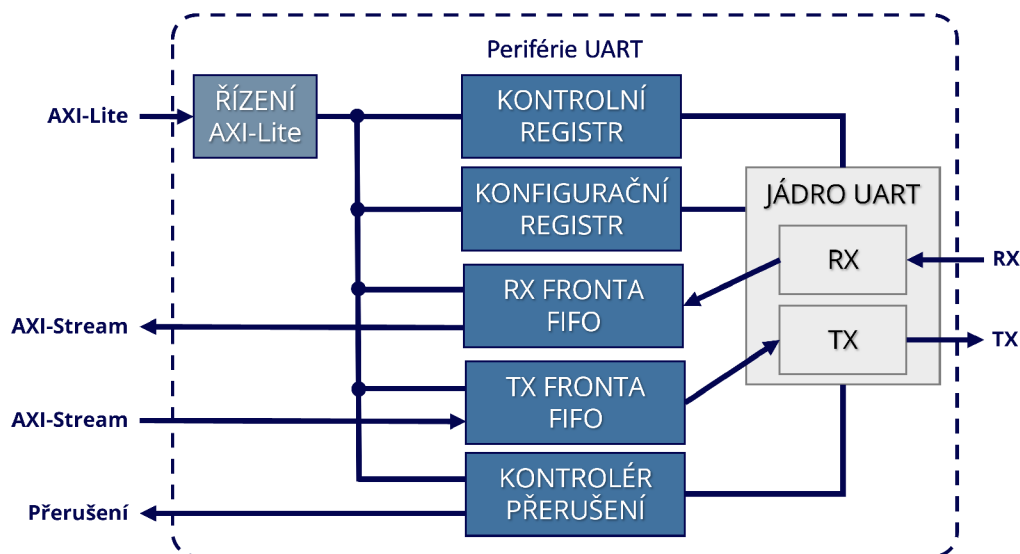 Periférie UART
AXI-Lite
ŘÍZENÍ
AXI-Lite
KONTROLNÍ
REGISTR
KONFIGURAČNÍ
REGISTR
JÁDRO UART
RX FRONTA
FIFO
RX
RX
AXI-Stream
TX FRONTA
FIFO
TX
TX
AXI-Stream
KONTROLÉR
PŘERUŠENÍ
Přerušení